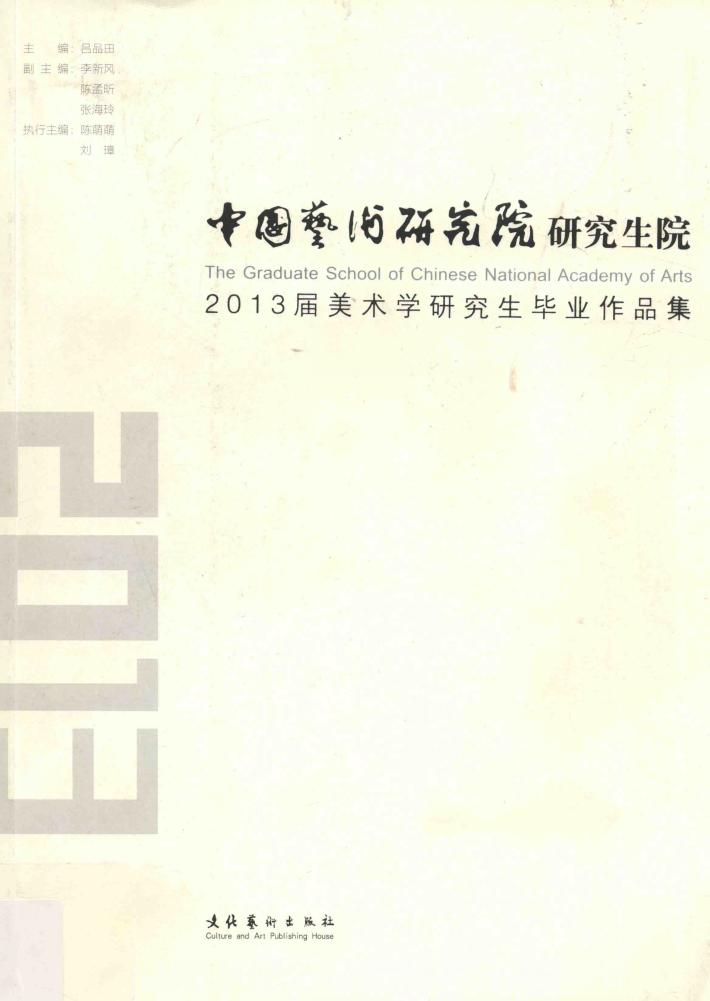 主　编：吕品田
副主编：李新风
陈孟昕
张海玲
执行主编：陈萌萌
刘　璋
中国藝术研究院 研究生院
The Graduate School of Chinese National Academy of Arts
2013届美术学研究生毕业作品集
2013
文化藝術出版社
Culture and Art Publishing House